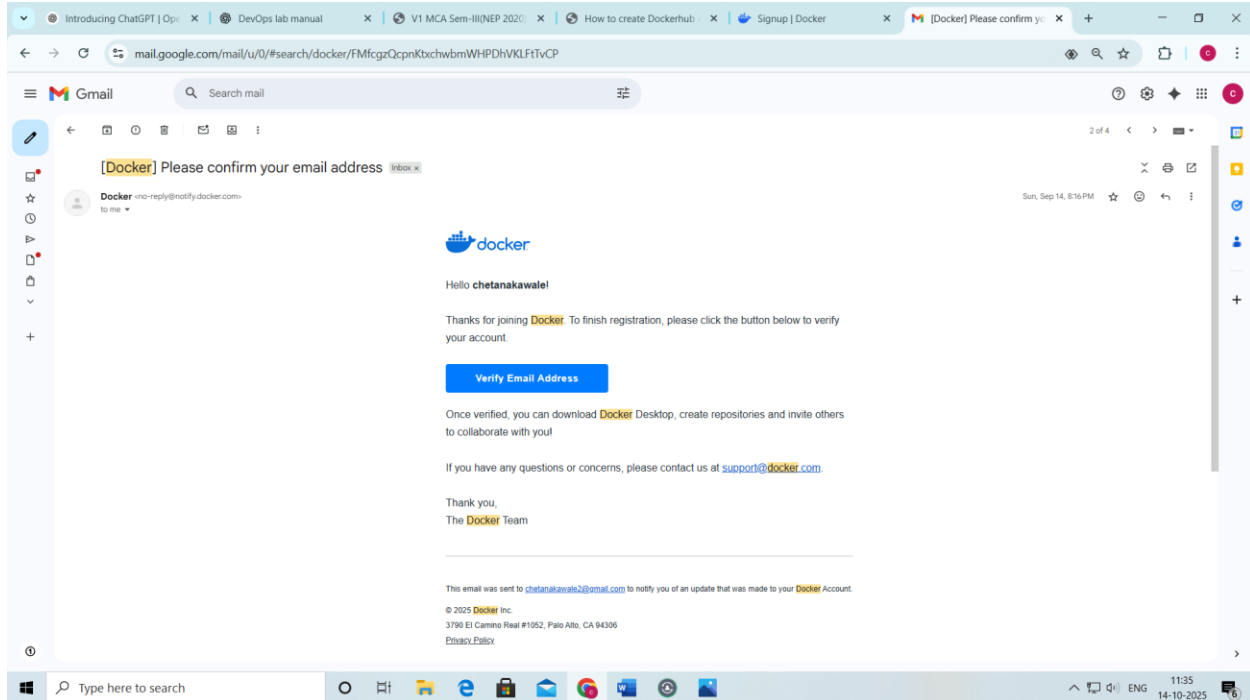 Introducing ChatGPT | Ope
DevOps lab manual
V1 MCA Sem-III(NEP 2020)
How to create Dockerhub
Signup | Docker
[Docker] Please confirm yo
mail.google.com/mail/u/0/#search/docker/FMfcgzQcpnKtxchwbmWHPDhVKLFtTvCP
Gmail
Search mail
2 of 4
[Docker] Please confirm your email address
Inbox x
Docker <no-reply@notify.docker.com>
Sun, Sep 14, 8:16 PM
to me
docker
Hello chetanakawale!
Thanks for joining Docker. To finish registration, please click the button below to verify
your account.
Verify Email Address
Once verified, you can download Docker Desktop, create repositories and invite others
to collaborate with you!
If you have any questions or concerns, please contact us at support@docker.com.
Thank you,
The Docker Team
This email was sent to chetanakawale2@gmail.com to notify you of an update that was made to your Docker Account.
© 2025 Docker Inc.
3790 El Camino Real #1052, Palo Alto, CA 94306
Privacy Policy
Type here to search
ENG
11:35
14-10-2025
6